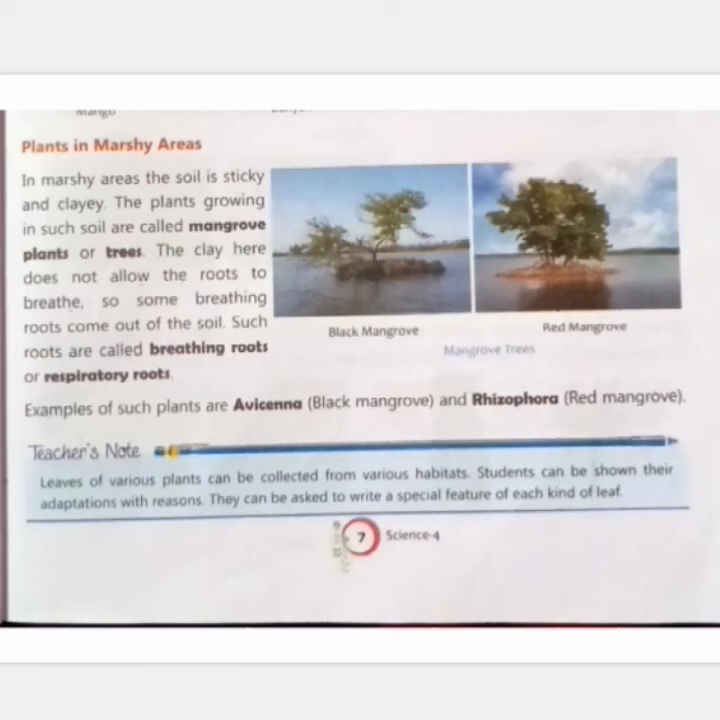 Mango
Plants in Marshy Areas
In marshy areas the soil is sticky
and clayey. The plants growing
in such soil are called mangrove
plants or trees. The clay here
does not allow the roots to
breathe, so some breathing
roots come out of the soil. Such
roots are called breathing roots
or respiratory roots.
Black Mangrove
Red Mangrove
Mangrove Trees
Examples of such plants are Avicenna (Black mangrove) and Rhizophora (Red mangrove).
Teacher's Note
Leaves of various plants can be collected from various habitats. Students can be shown their
adaptations with reasons. They can be asked to write a special feature of each kind of leaf.
7 Science-4